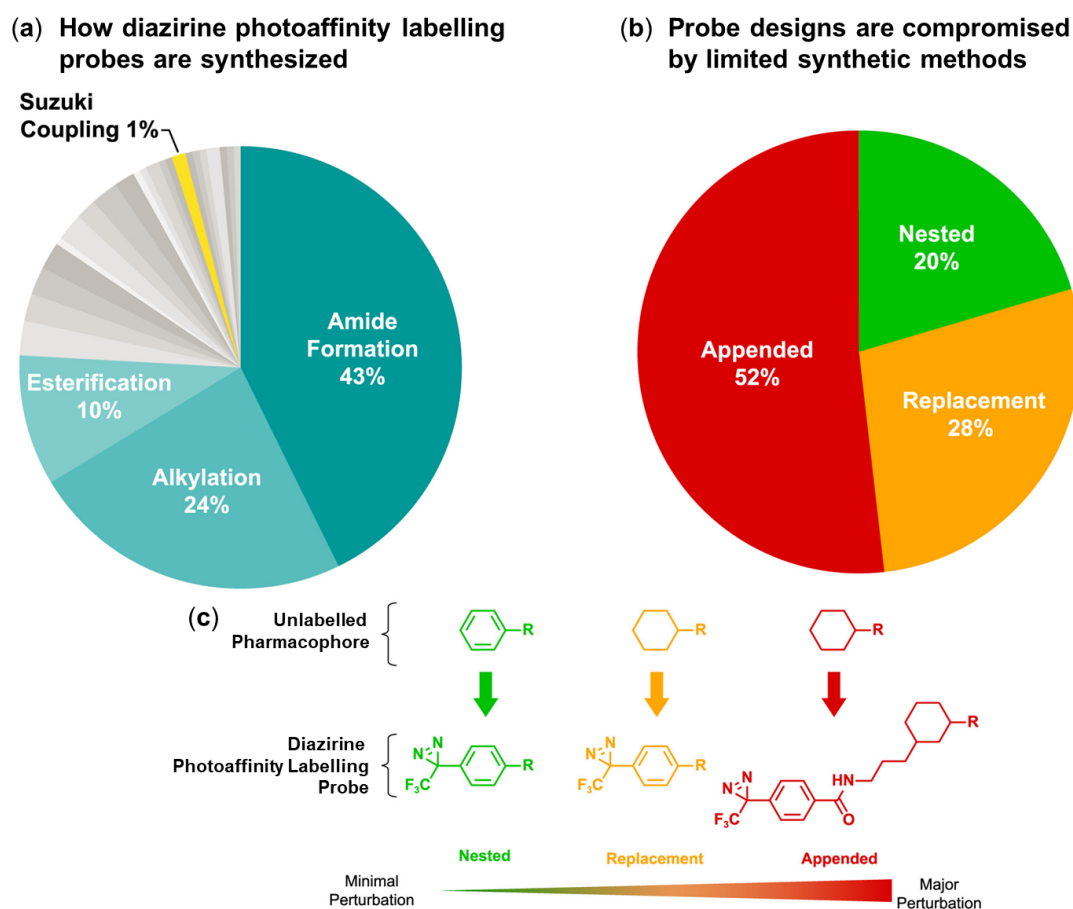 (a) How diazirine photoaffinity labelling
probes are synthesized
(b) Probe designs are compromised
by limited synthetic methods
Suzuki
Coupling 1%
Amide
Formation
43%
Esterification
10%
Alkylation
24%
Nested
20%
Appended
52%
Replacement
28%
(c)
Unlabelled
Pharmacophore
R
R
R
Diazirine
Photoaffinity Labelling
Probe
N
N
F₃C
R
N
N
F₃C
R
N
N
F₃C
O
NH
R
Nested
Replacement
Appended
Minimal
Perturbation
Major
Perturbation